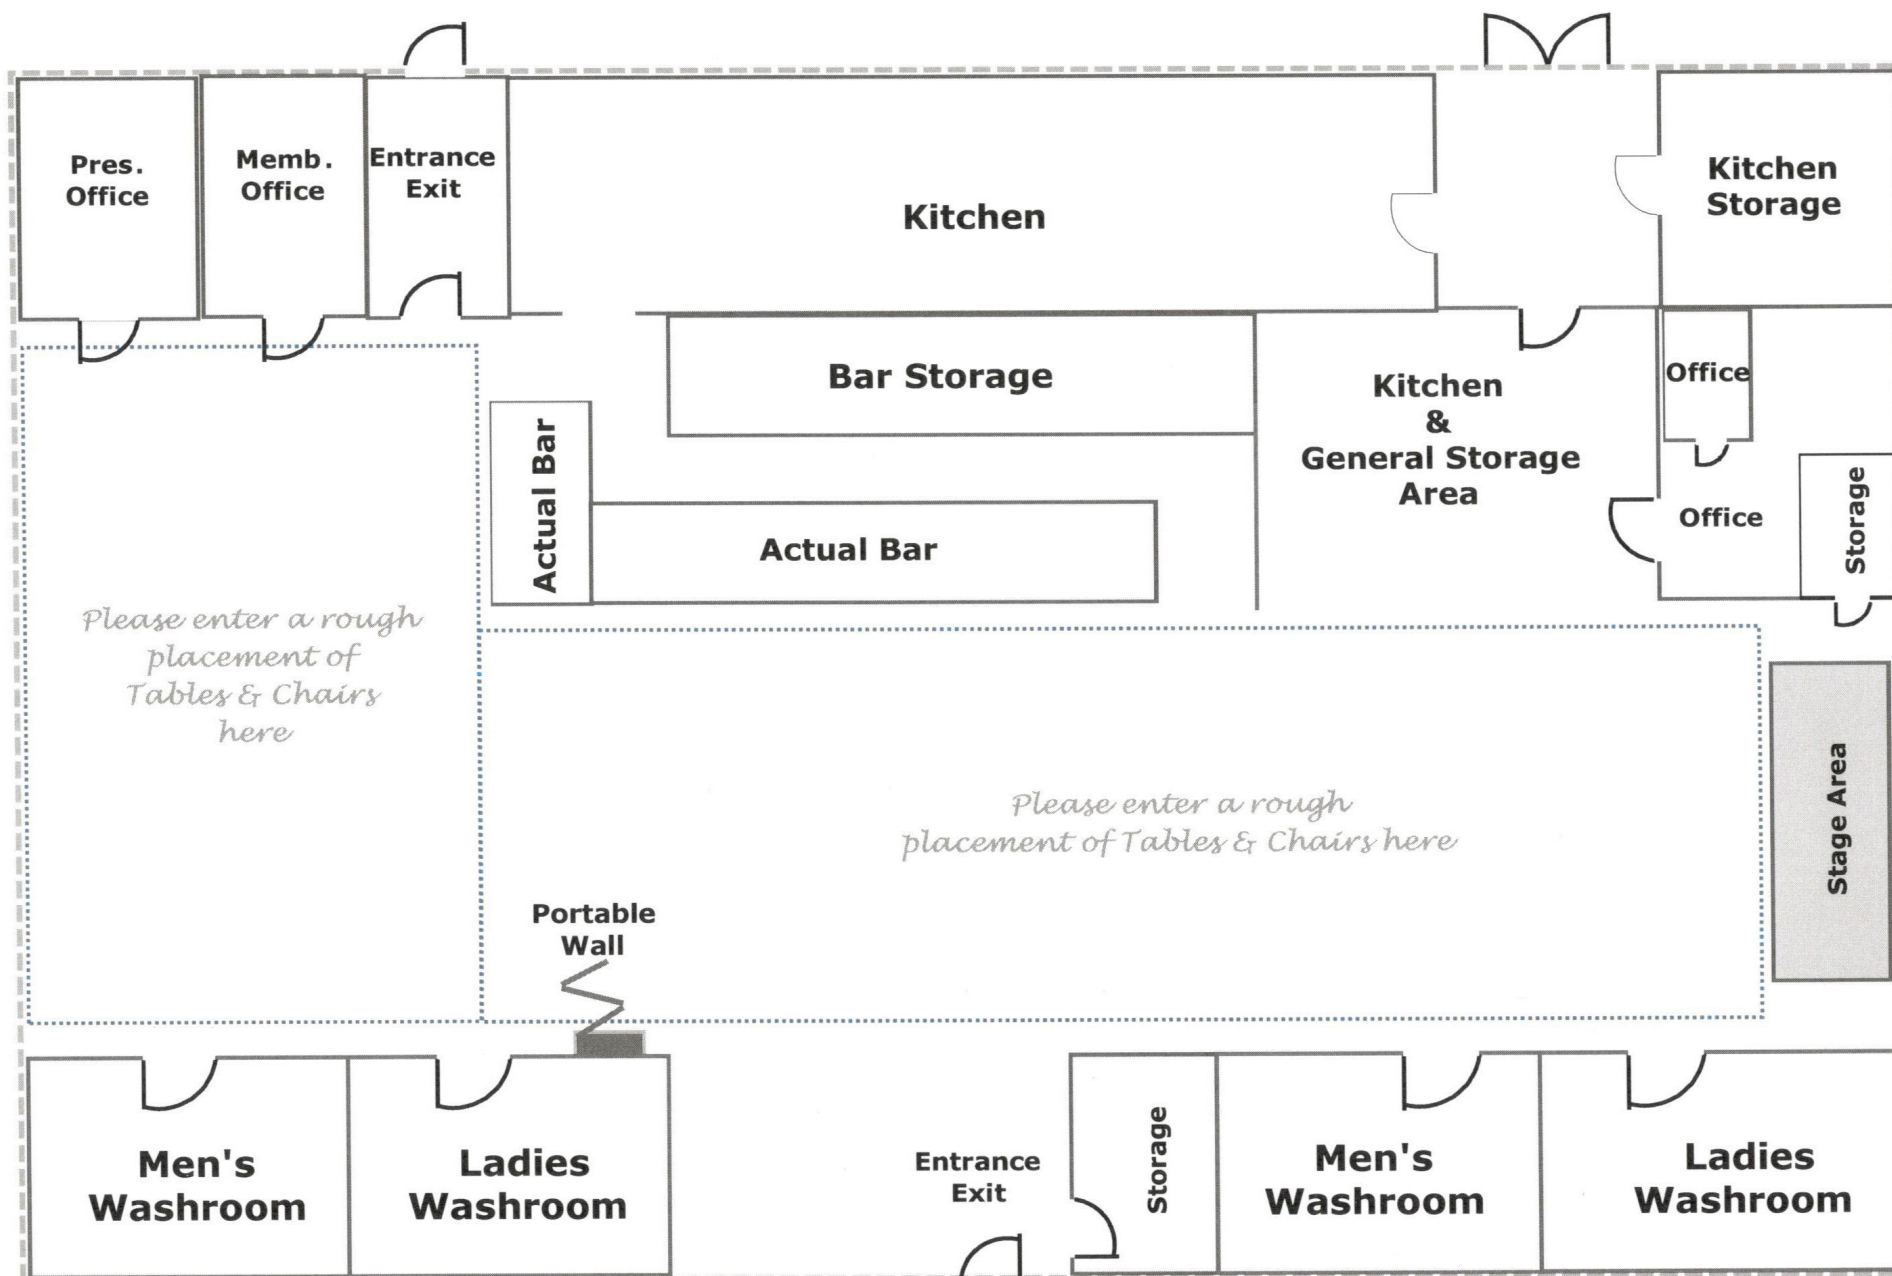 Pres.
Office
Memb.
Office
Entrance
Exit
Kitchen
Kitchen
Storage
Bar Storage
Kitchen
&
General Storage
Area
Office
Actual Bar
Actual Bar
Office
Storage
Please enter a rough
placement of
Tables & Chairs
here
Please enter a rough
placement of Tables & Chairs here
Stage Area
Portable
Wall
Men's
Washroom
Ladies
Washroom
Entrance
Exit
Storage
Men's
Washroom
Ladies
Washroom